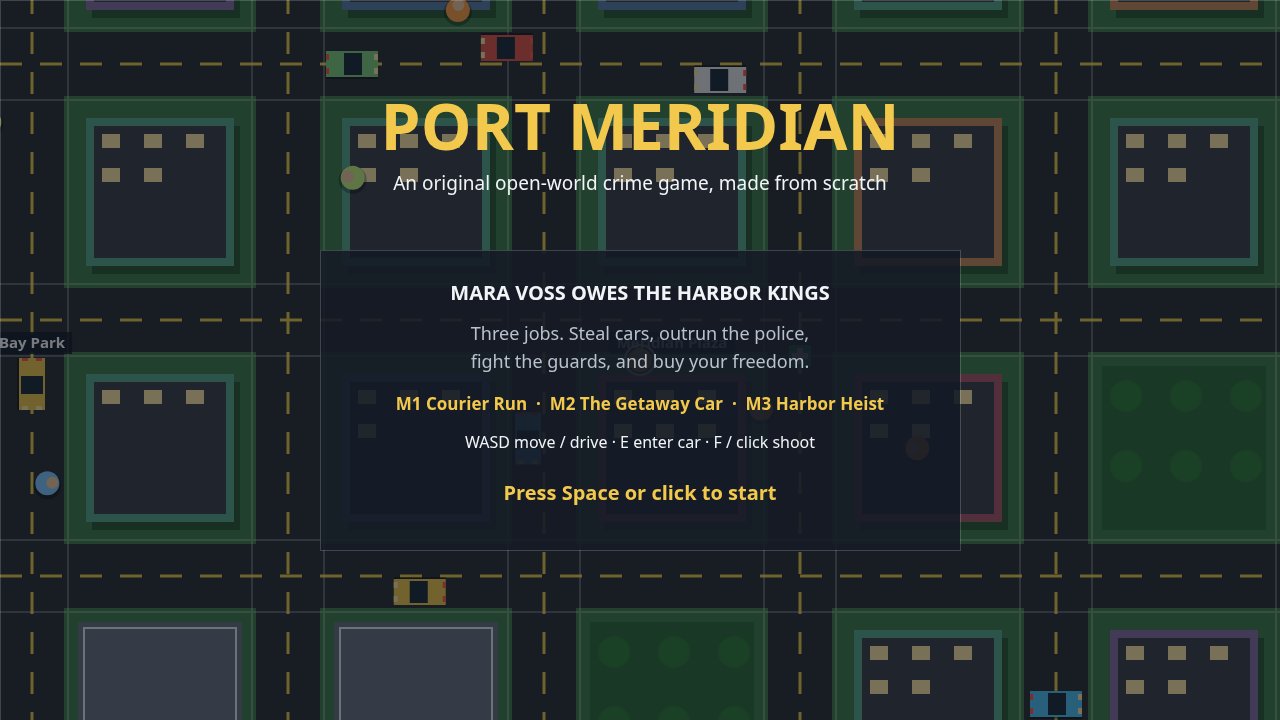 PORT MERIDIAN
An original open-world crime game, made from scratch
MARA VOSS OWES THE HARBOR KINGS
Three jobs. Steal cars, outrun the police,
Bay Park
fight the guards, and buy your freedom.
M1 Courier Run · M2 The Getaway Car · M3 Harbor Heist
WASD move / drive · E enter car · F / click shoot
Press Space or click to start